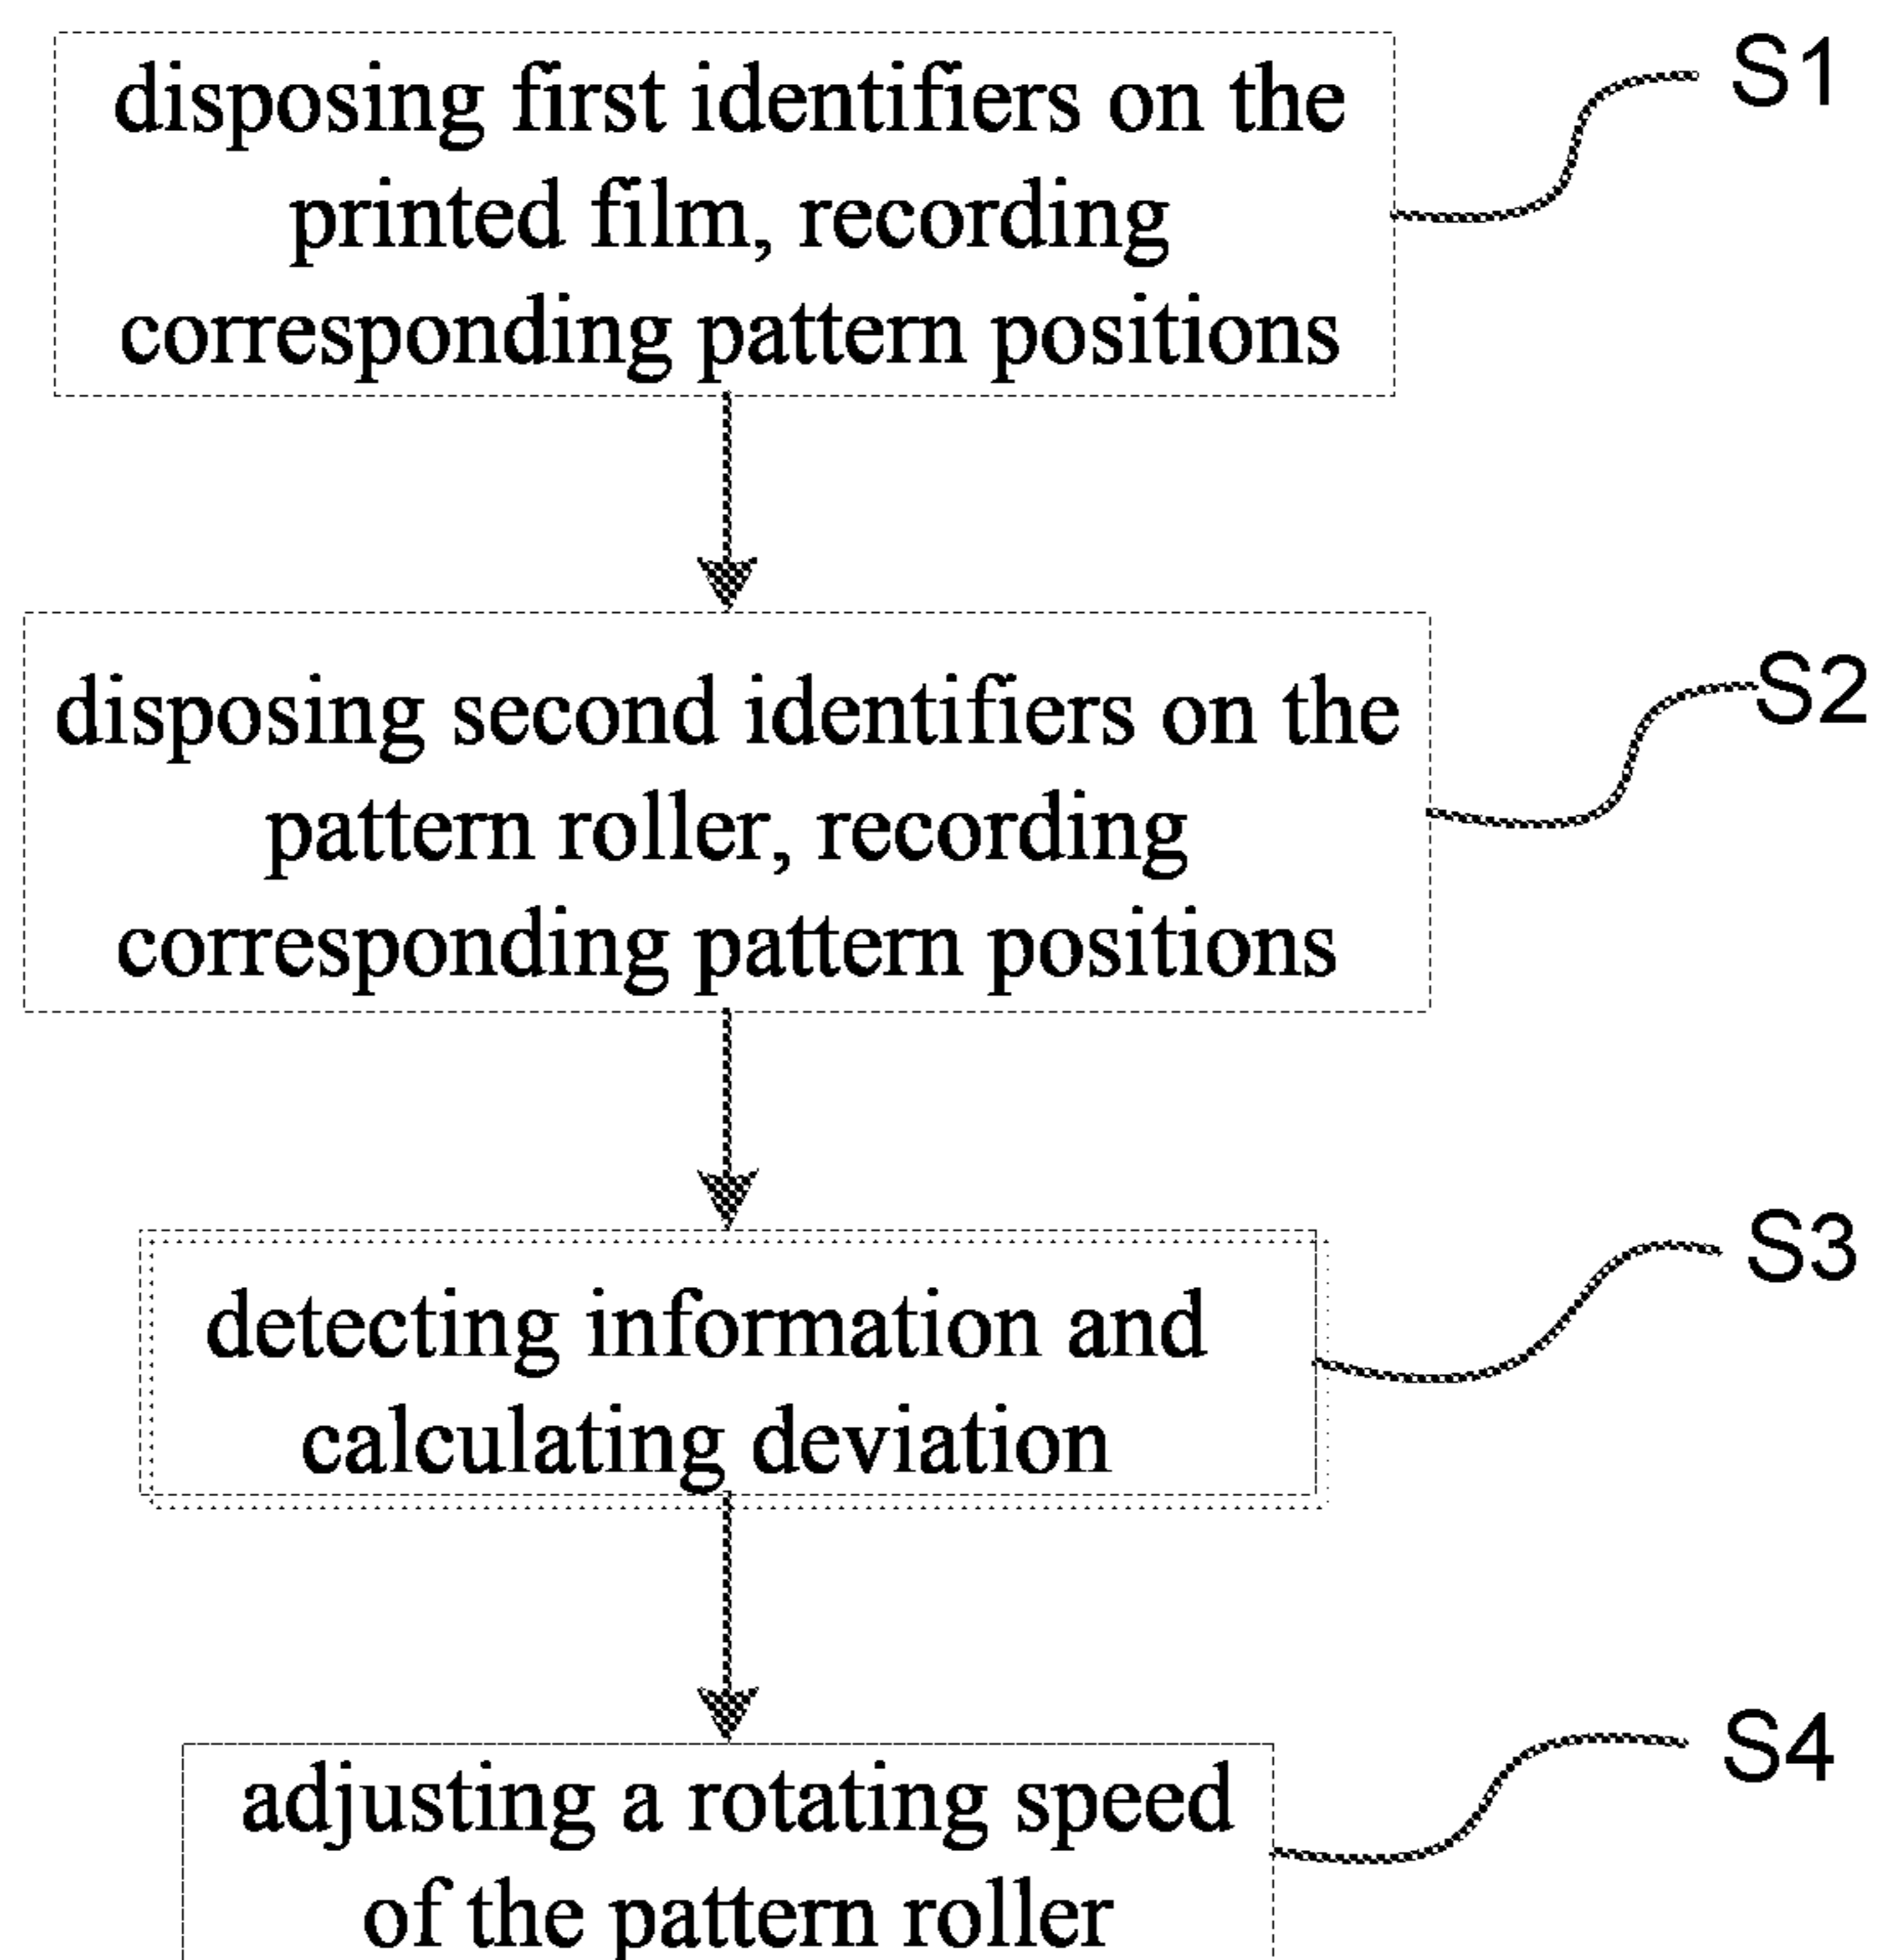 disposing first identifiers on the
printed film, recording
corresponding pattern positions
S1
disposing second identifiers on the
pattern roller, recording
corresponding pattern positions
S2
detecting information and
calculating deviation
S3
adjusting a rotating speed
of the pattern roller
S4